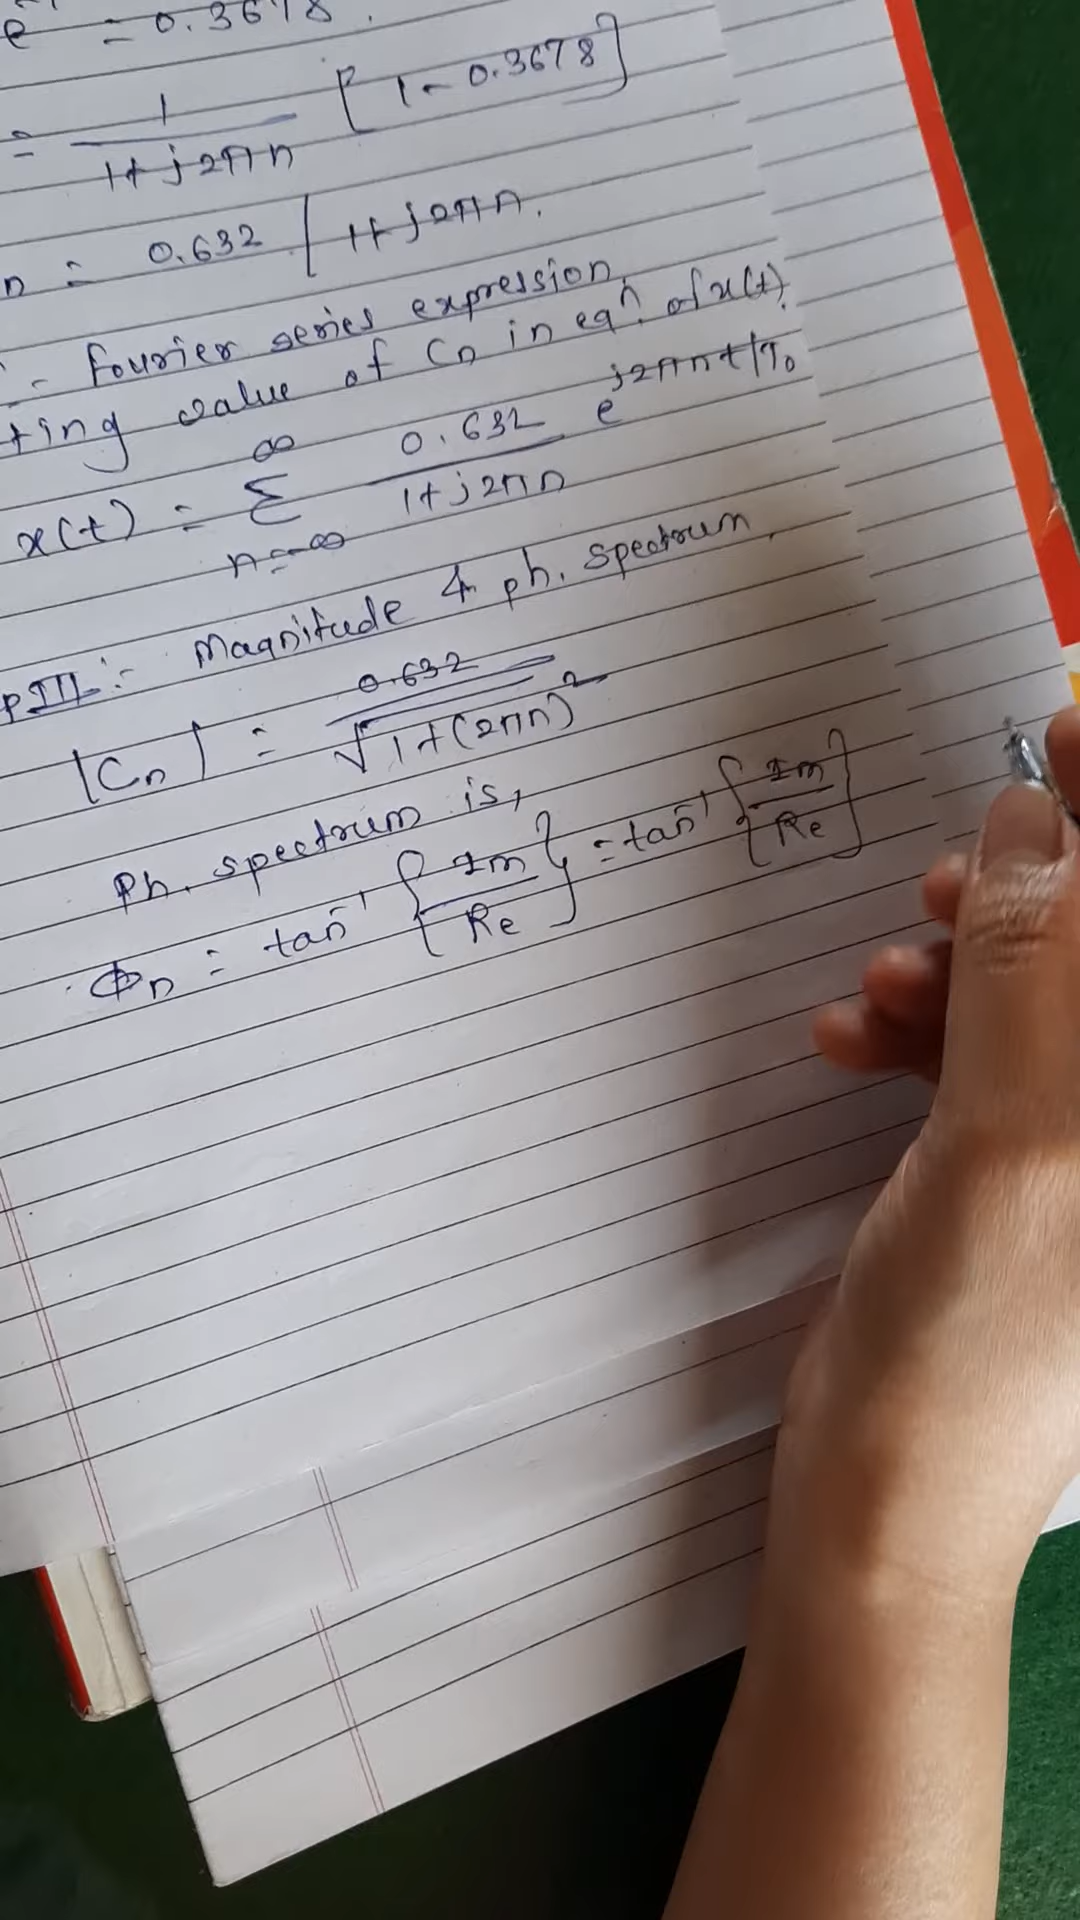 e⁻¹ = 0.3678.
= 1 / 1+j2πn [ 1 - 0.3678 ]
n = 0.632 / 1+j2πn.
:- Fourier series expression,
ting value of Cn in eqⁿ. of x(t).
x(t) = ∞ Σ n=-∞ 0.632 / 1+j2πn e^j2πnt/T₀
pIII :- Magnitude & ph. spectrum,
|Cn| = 0.632 / √1+(2πn)²
Ph. spectrum is,
Φn = tan⁻¹ { Im / Re } = tan⁻¹ { Im / Re }